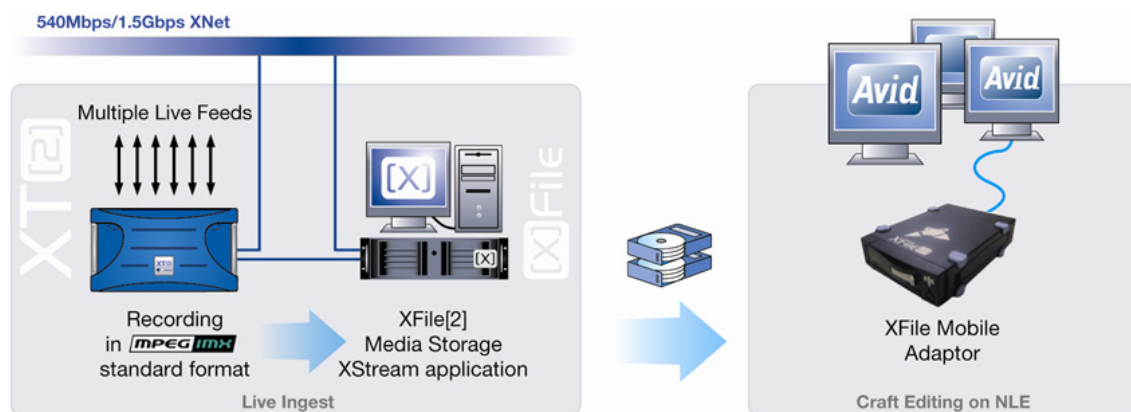 540Mbps/1.5Gbps XNet
XT[2]
Multiple Live Feeds
[X]
[X]File
[X]
Recording
in MPEG IMX
standard format
XFile[2]
Media Storage
XStream application
Live Ingest
Avid
Avid
XFile
XFile Mobile
Adaptor
Craft Editing on NLE